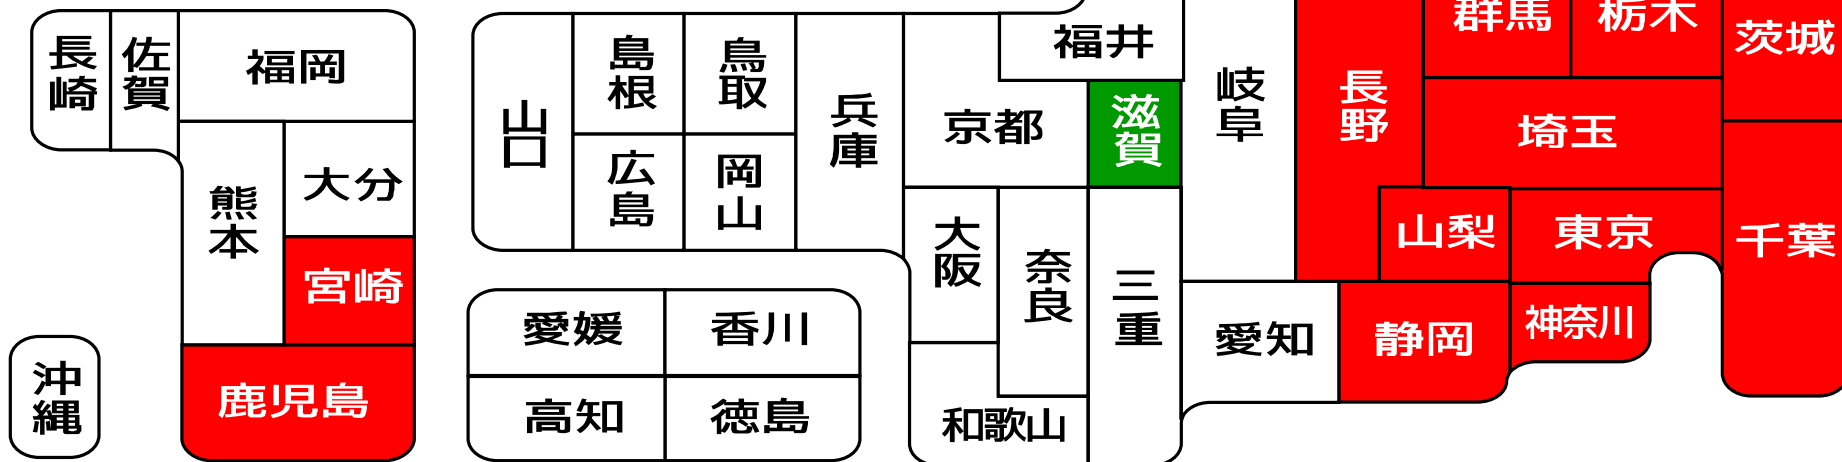 長崎
佐賀
福岡
熊本
大分
宮崎
鹿児島
沖縄
山口
島根
鳥取
広島
岡山
兵庫
京都
福井
滋賀
大阪
奈良
三重
和歌山
愛媛
香川
高知
徳島
岐阜
愛知
長野
静岡
山梨
群馬
栃木
茨城
埼玉
東京
神奈川
千葉